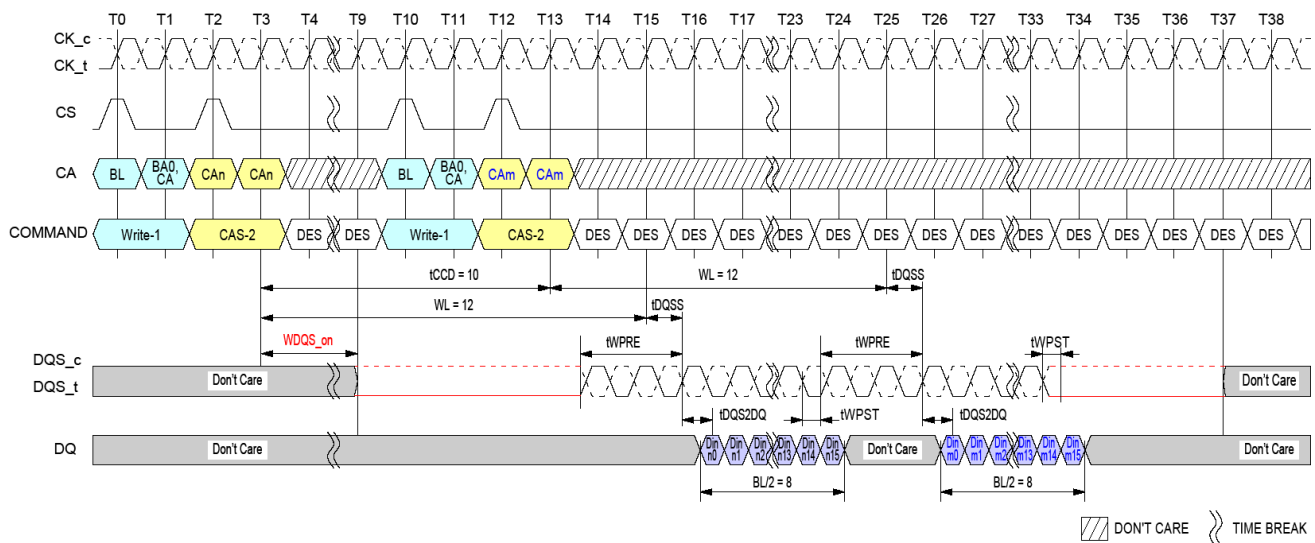 T0 T1 T2 T3 T4 T9 T10 T11 T12 T13 T14 T15 T16 T17 T23 T24 T25 T26 T27 T33 T34 T35 T36 T37 T38
CK_c
CK_t
CS
CA BL BA0, CA CAn CAn BL BA0, CA CAm CAm
COMMAND Write-1 CAS-2 DES DES Write-1 CAS-2 DES DES DES DES DES DES DES DES DES DES DES DES DES DES DES
tCCD = 10 WL = 12 tDQSS
WL = 12 tDQSS
WDQS_on tWPRE tWPRE tWPST
DQS_c
DQS_t Don't Care Don't Care
tDQS2DQ tWPST tDQS2DQ
DQ Don't Care Din n0 Din n1 Din n2 Din n13 Din n14 Din n15 Don't Care Din m0 Din m1 Din m2 Din m13 Din m14 Din m15 Don't Care
BL/2 = 8 BL/2 = 8
DON'T CARE TIME BREAK